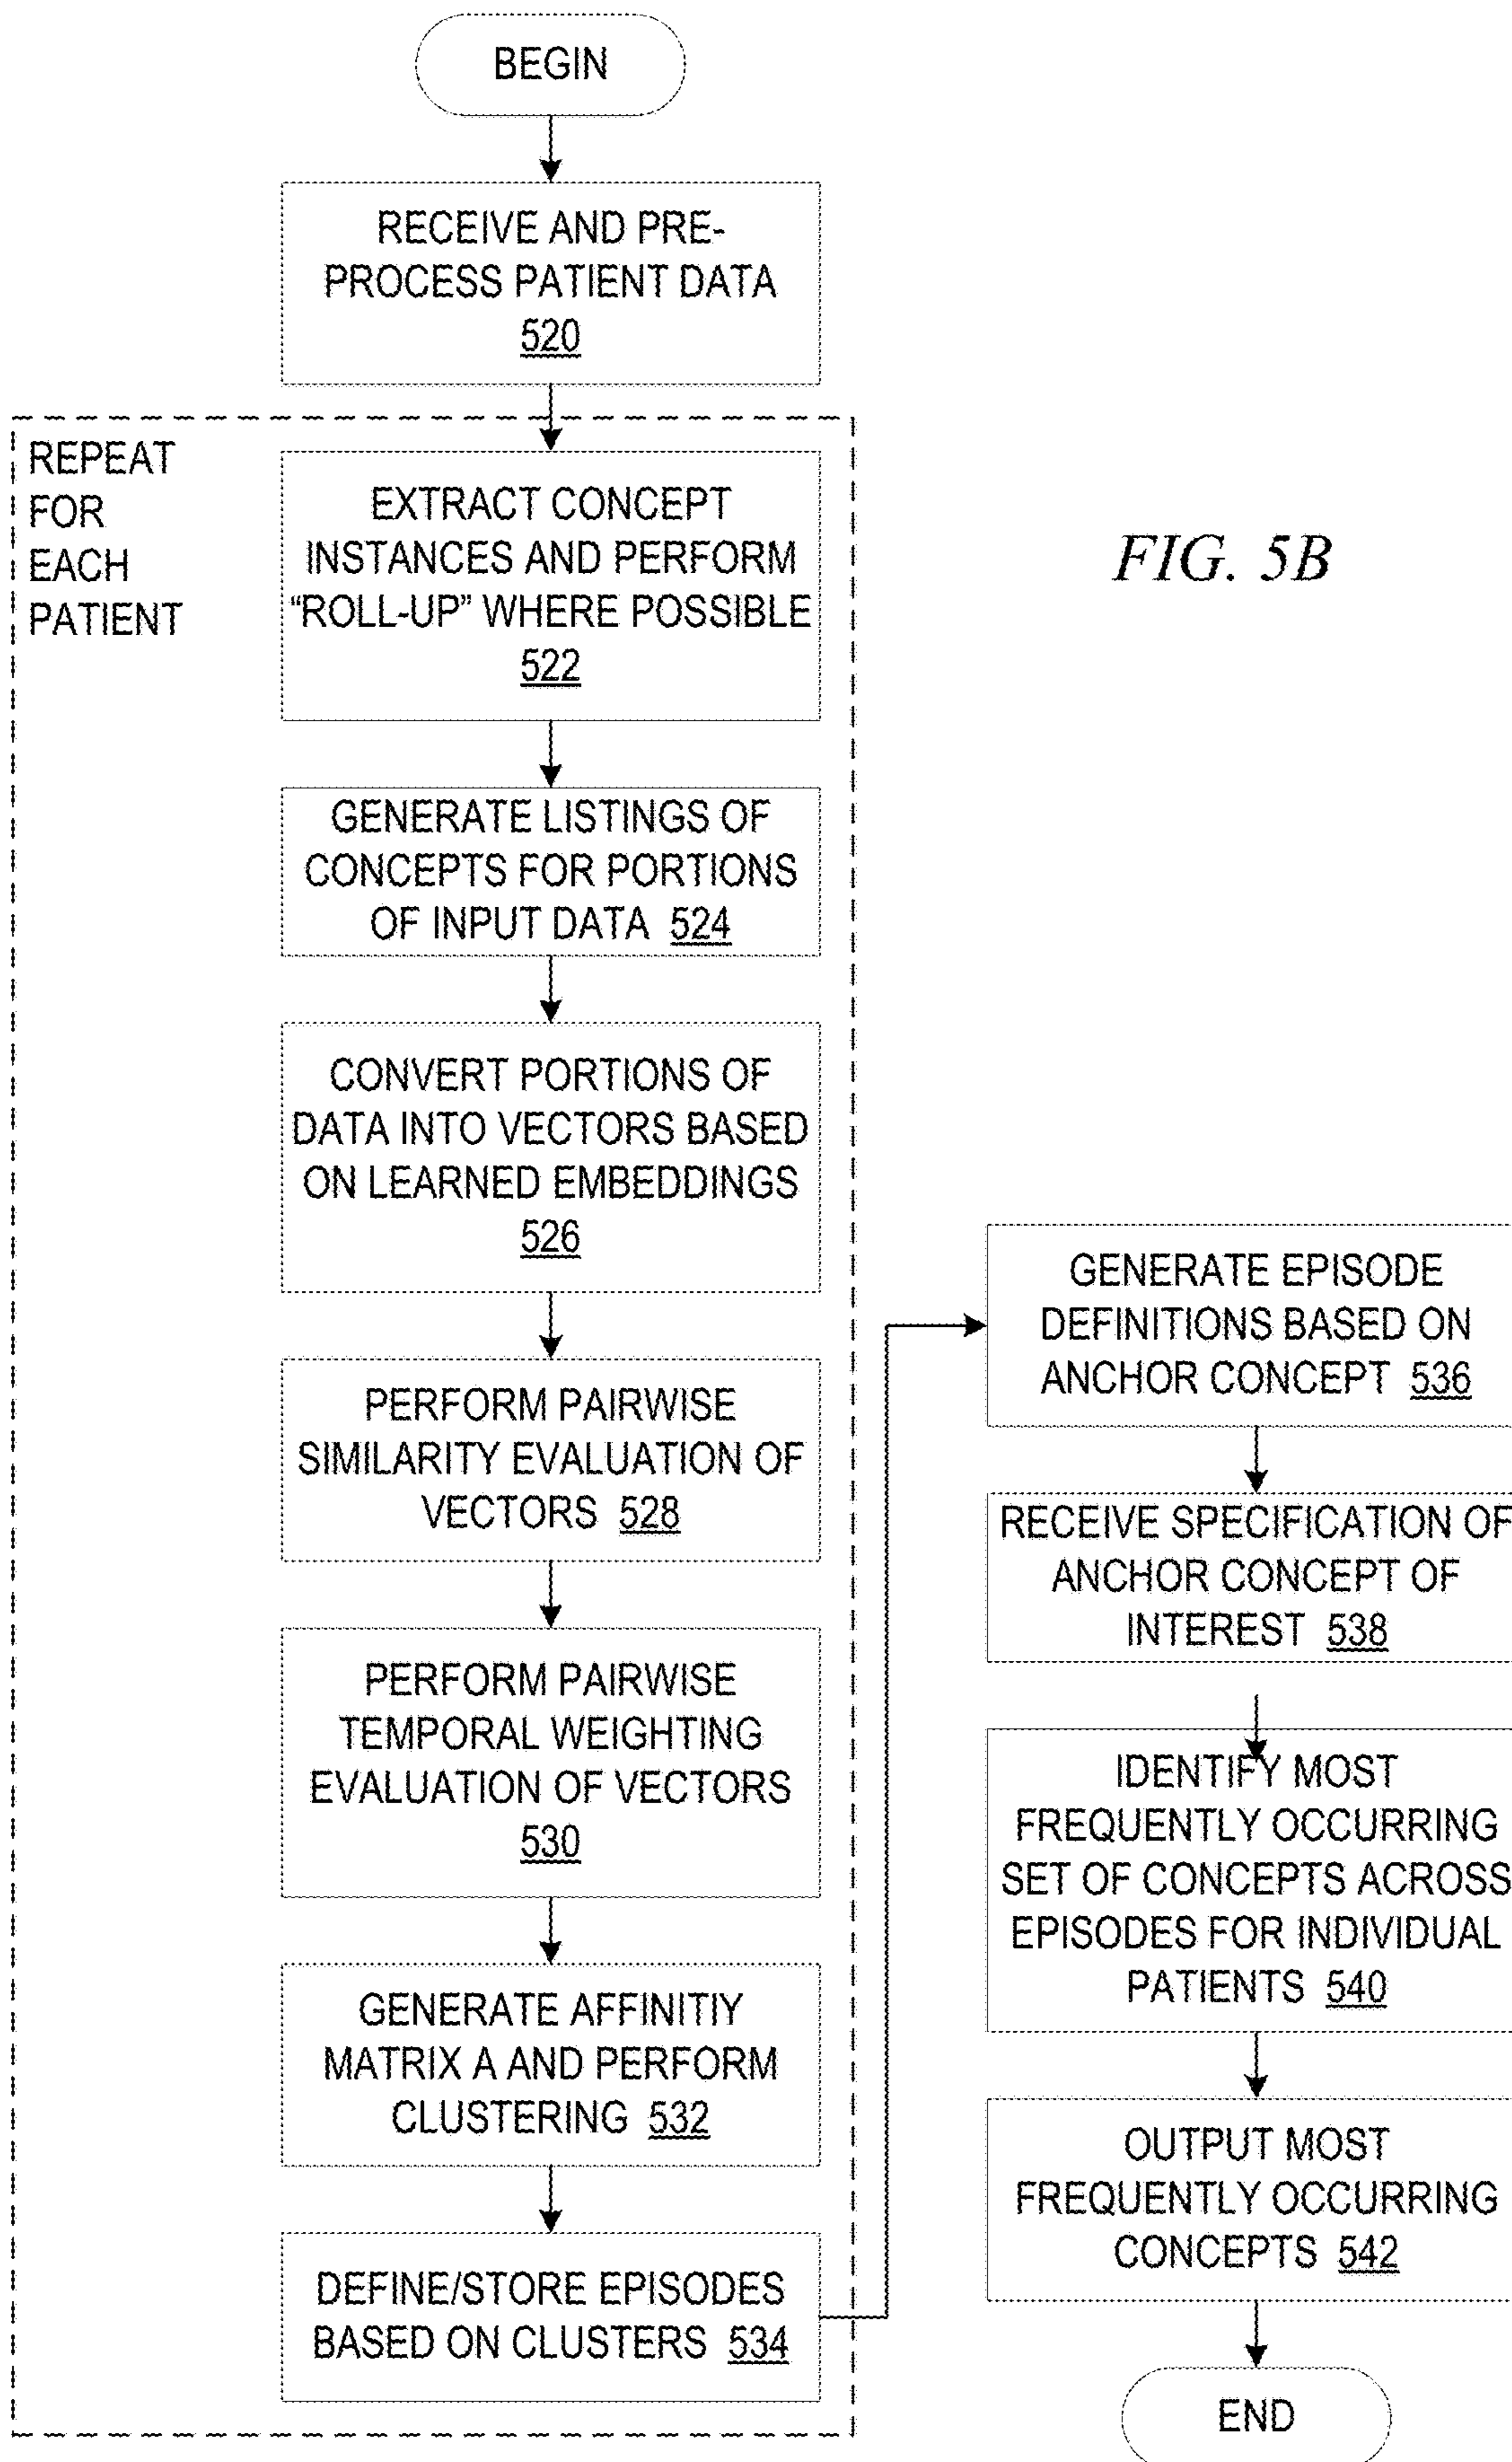 BEGIN
RECEIVE AND PRE-
PROCESS PATIENT DATA
520
REPEAT
FOR
EACH
PATIENT
EXTRACT CONCEPT
INSTANCES AND PERFORM
“ROLL-UP” WHERE POSSIBLE
522
FIG. 5B
GENERATE LISTINGS OF
CONCEPTS FOR PORTIONS
OF INPUT DATA 524
CONVERT PORTIONS OF
DATA INTO VECTORS BASED
ON LEARNED EMBEDDINGS
526
PERFORM PAIRWISE
SIMILARITY EVALUATION OF
VECTORS 528
PERFORM PAIRWISE
TEMPORAL WEIGHTING
EVALUATION OF VECTORS
530
GENERATE AFFINITIY
MATRIX A AND PERFORM
CLUSTERING 532
DEFINE/STORE EPISODES
BASED ON CLUSTERS 534
GENERATE EPISODE
DEFINITIONS BASED ON
ANCHOR CONCEPT 536
RECEIVE SPECIFICATION OF
ANCHOR CONCEPT OF
INTEREST 538
IDENTIFY MOST
FREQUENTLY OCCURRING
SET OF CONCEPTS ACROSS
EPISODES FOR INDIVIDUAL
PATIENTS 540
OUTPUT MOST
FREQUENTLY OCCURRING
CONCEPTS 542
END